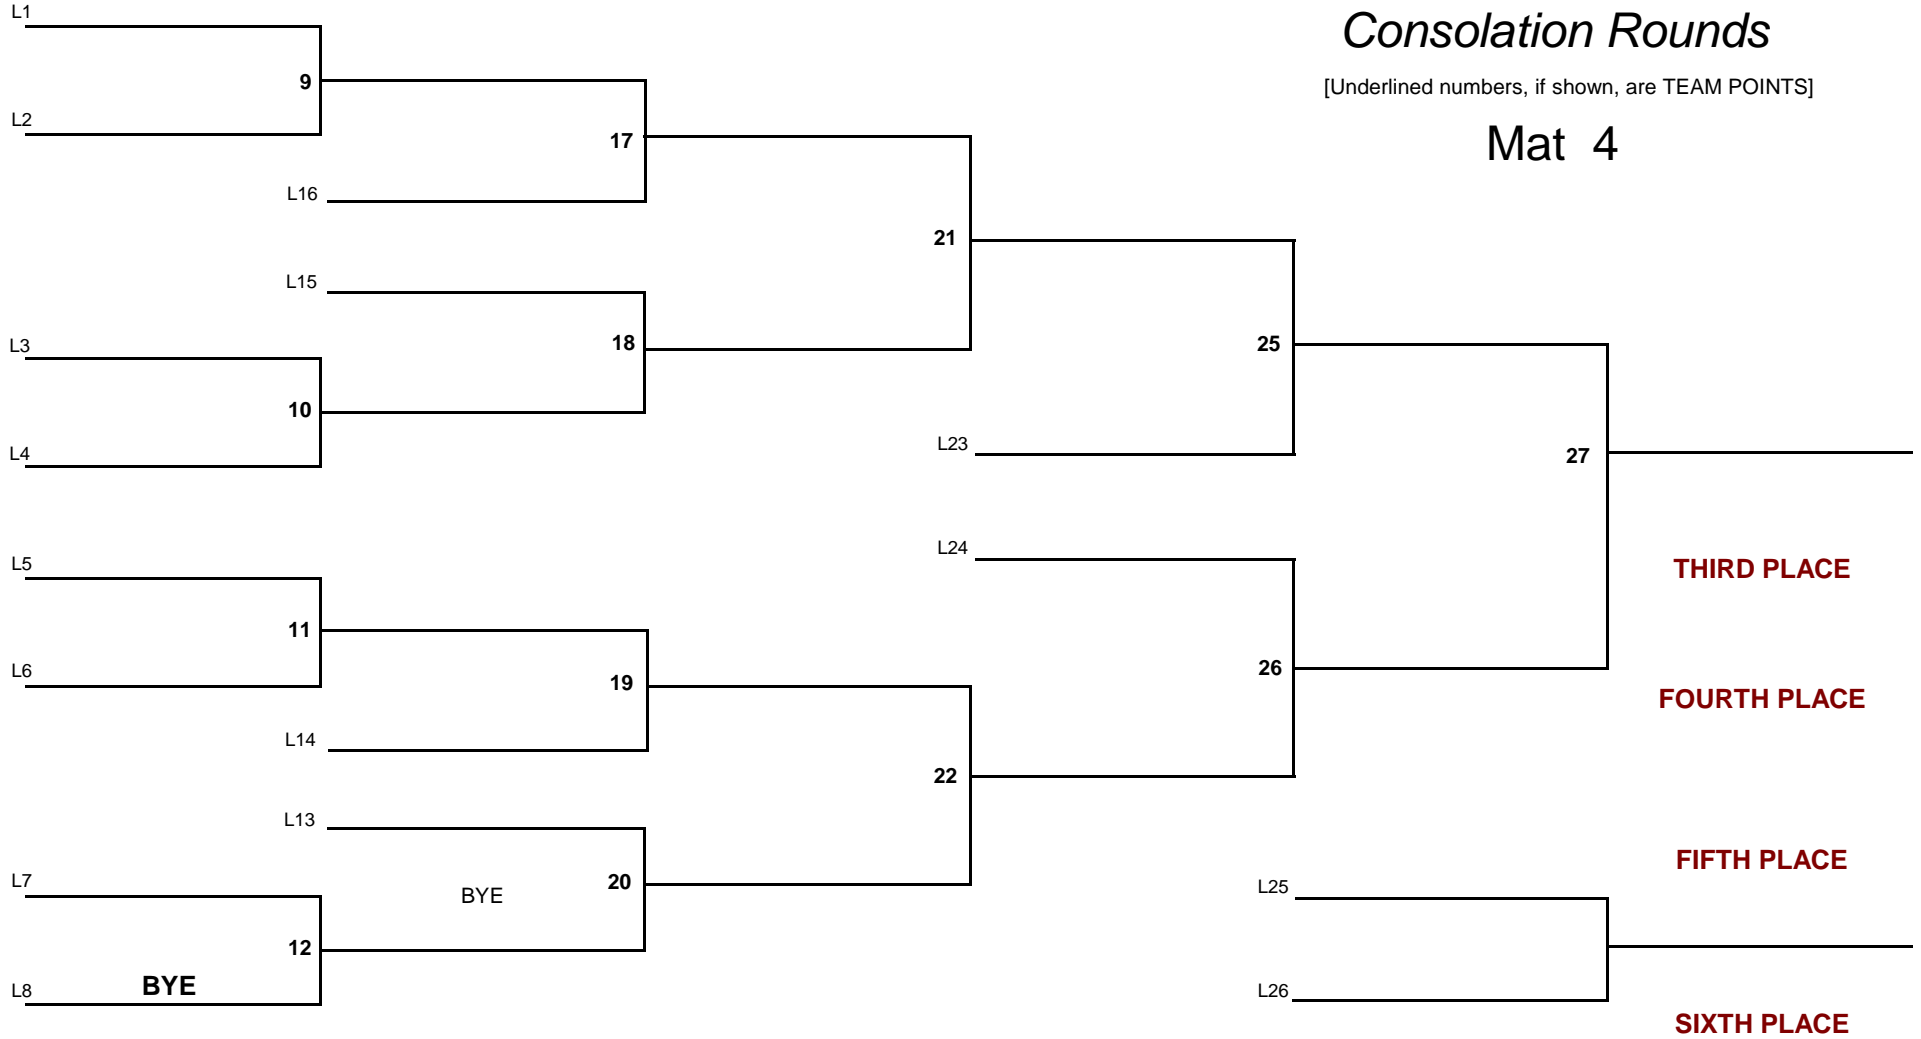 L1
Consolation Rounds
9
[Underlined numbers, if shown, are TEAM POINTS]
L2
17
Mat 4
L16
21
L15
L3
18
25
10
L4
L23
27
L24
L5
THIRD PLACE
11
L6
19
26
FOURTH PLACE
L14
22
L13
FIFTH PLACE
L7
BYE
20
L25
12
L8
BYE
L26
SIXTH PLACE